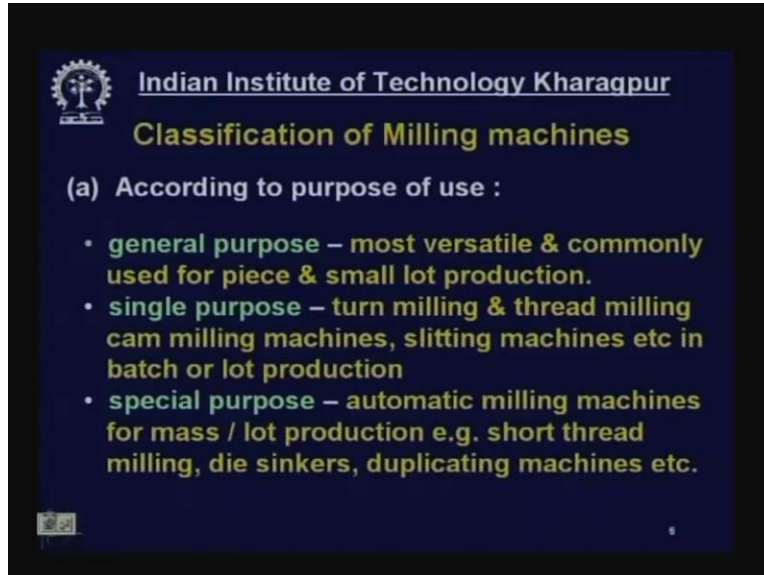 Indian Institute of Technology Kharagpur
Classification of Milling machines
(a) According to purpose of use :
• general purpose – most versatile & commonly
used for piece & small lot production.
• single purpose – turn milling & thread milling
cam milling machines, slitting machines etc in
batch or lot production
• special purpose – automatic milling machines
for mass / lot production e.g. short thread
milling, die sinkers, duplicating machines etc.
6